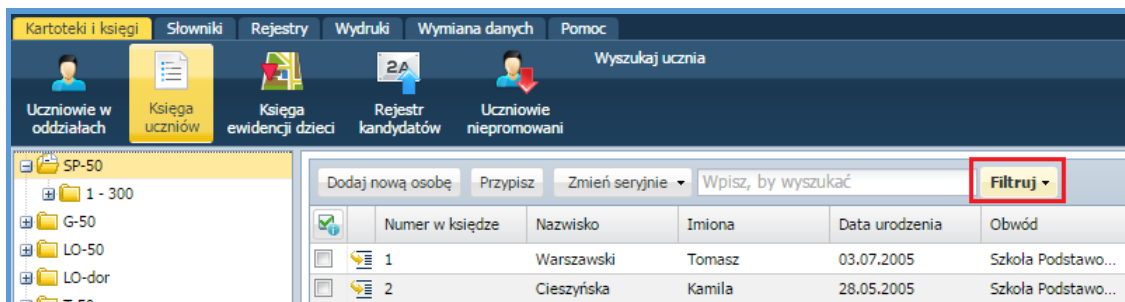 Kartoteki i księgi Słowniki Rejestry Wydruki Wymiana danych Pomoc
Wyszukaj ucznia
2A
Uczniowie w oddziałach
Księga uczniów
Księga ewidencji dzieci
Rejestr kandydatów
Uczniowie niepromowani
SP-50
1 - 300
G-50
LO-50
LO-dor
Dodaj nową osobę Przypisz Zmień seryjnie Wpisz, by wyszukać Filtruj
Numer w księdze Nazwisko Imiona Data urodzenia Obwód
1 Warszawski Tomasz 03.07.2005 Szkoła Podstawo...
2 Cieszyńska Kamila 28.05.2005 Szkoła Podstawo...